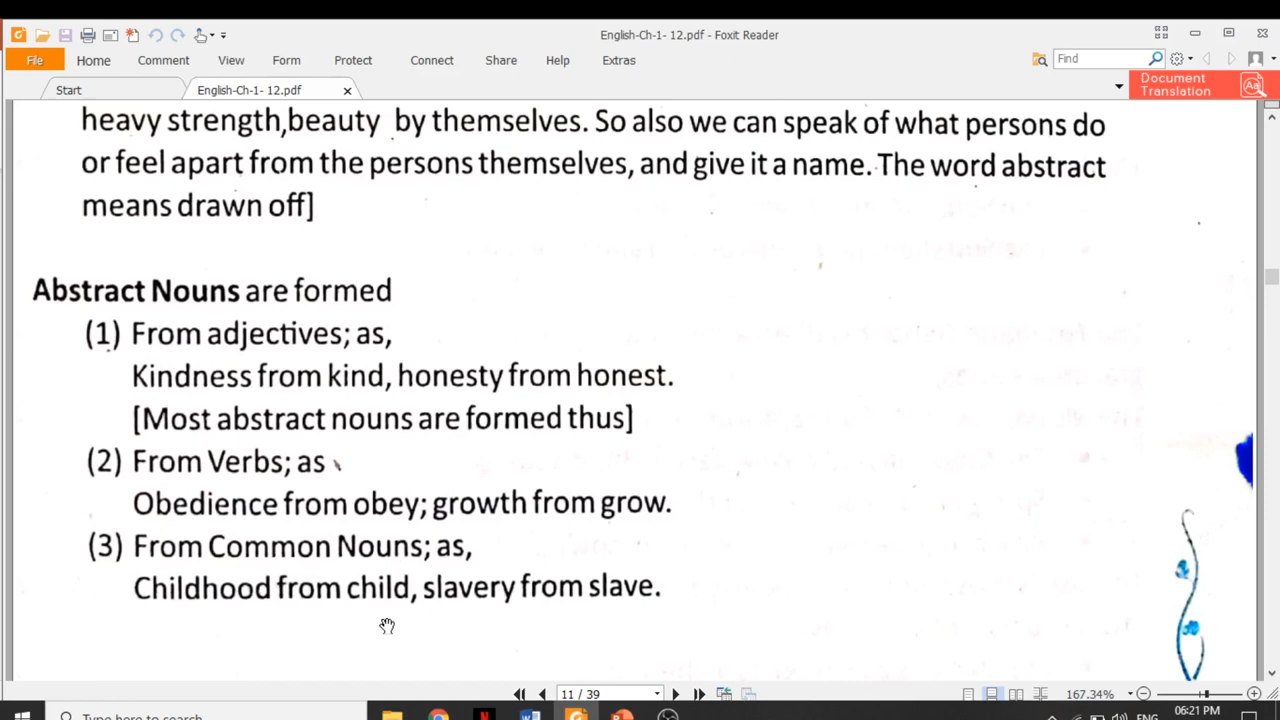 English-Ch-1- 12.pdf - Foxit Reader
File Home Comment View Form Protect Connect Share Help Extras
Find
Start English-Ch-1- 12.pdf
Document
Translation
heavy strength,beauty by themselves. So also we can speak of what persons do
or feel apart from the persons themselves, and give it a name. The word abstract
means drawn off]
Abstract Nouns are formed
(1) From adjectives; as,
Kindness from kind, honesty from honest.
[Most abstract nouns are formed thus]
(2) From Verbs; as
Obedience from obey; growth from grow.
(3) From Common Nouns; as,
Childhood from child, slavery from slave.
11 / 39
167.34%
Type here to search
ENG
06:21 PM